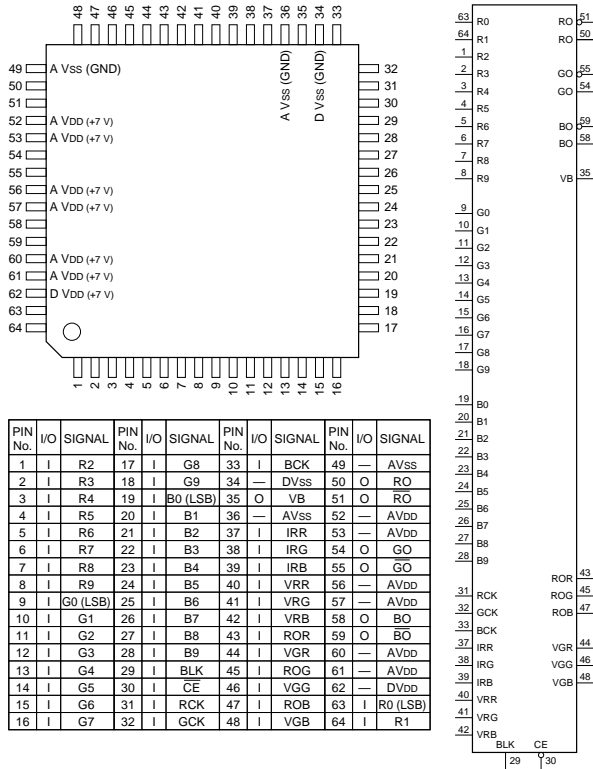 48 47 46 45 44 43 42 41 40 39 38 37 36 35 34 33
49 A VSS (GND)
50
51
52 A VDD (+7 V)
53 A VDD (+7 V)
54
55
56 A VDD (+7 V)
57 A VDD (+7 V)
58
59
60 A VDD (+7 V)
61 A VDD (+7 V)
62 D VDD (+7 V)
63
64
A VSS (GND)
D VSS (GND)
32
31
30
29
28
27
26
25
24
23
22
21
20
19
18
17
1 2 3 4 5 6 7 8 9 10 11 12 13 14 15 16
PIN No. I/O SIGNAL PIN No. I/O SIGNAL PIN No. I/O SIGNAL PIN No. I/O SIGNAL
1 I R2 17 I G8 33 I BCK 49 — AVSS
2 I R3 18 I G9 34 — DVSS 50 O RO
3 I R4 19 I B0 (LSB) 35 O VB 51 O R̅O̅
4 I R5 20 I B1 36 — AVSS 52 — AVDD
5 I R6 21 I B2 37 I IRR 53 — AVDD
6 I R7 22 I B3 38 I IRG 54 O GO
7 I R8 23 I B4 39 I IRB 55 O G̅O̅
8 I R9 24 I B5 40 I VRR 56 — AVDD
9 I G0 (LSB) 25 I B6 41 I VRG 57 — AVDD
10 I G1 26 I B7 42 I VRB 58 O BO
11 I G2 27 I B8 43 I ROR 59 O B̅O̅
12 I G3 28 I B9 44 I VGR 60 — AVDD
13 I G4 29 I BLK 45 I ROG 61 — AVDD
14 I G5 30 I C̅E̅ 46 I VGG 62 — DVDD
15 I G6 31 I RCK 47 I ROB 63 I R0 (LSB)
16 I G7 32 I GCK 48 I VGB 64 I R1
63 R0 RO 51
64 R1 RO 50
1 R2
2 R3 GO 55
3 R4 GO 54
4 R5
5 R6 BO 59
6 R7 BO 58
7 R8
8 R9 VB 35
9 G0
10 G1
11 G2
12 G3
13 G4
14 G5
15 G6
16 G7
17 G8
18 G9
19 B0
20 B1
21 B2
22 B3
23 B4
24 B5
25 B6
26 B7
27 B8
28 B9
ROR 43
31 RCK ROG 45
32 GCK ROB 47
33 BCK
37 IRR VGR 44
38 IRG VGG 46
39 IRB VGB 48
40 VRR
41 VRG
42 VRB
BLK CE
29 30